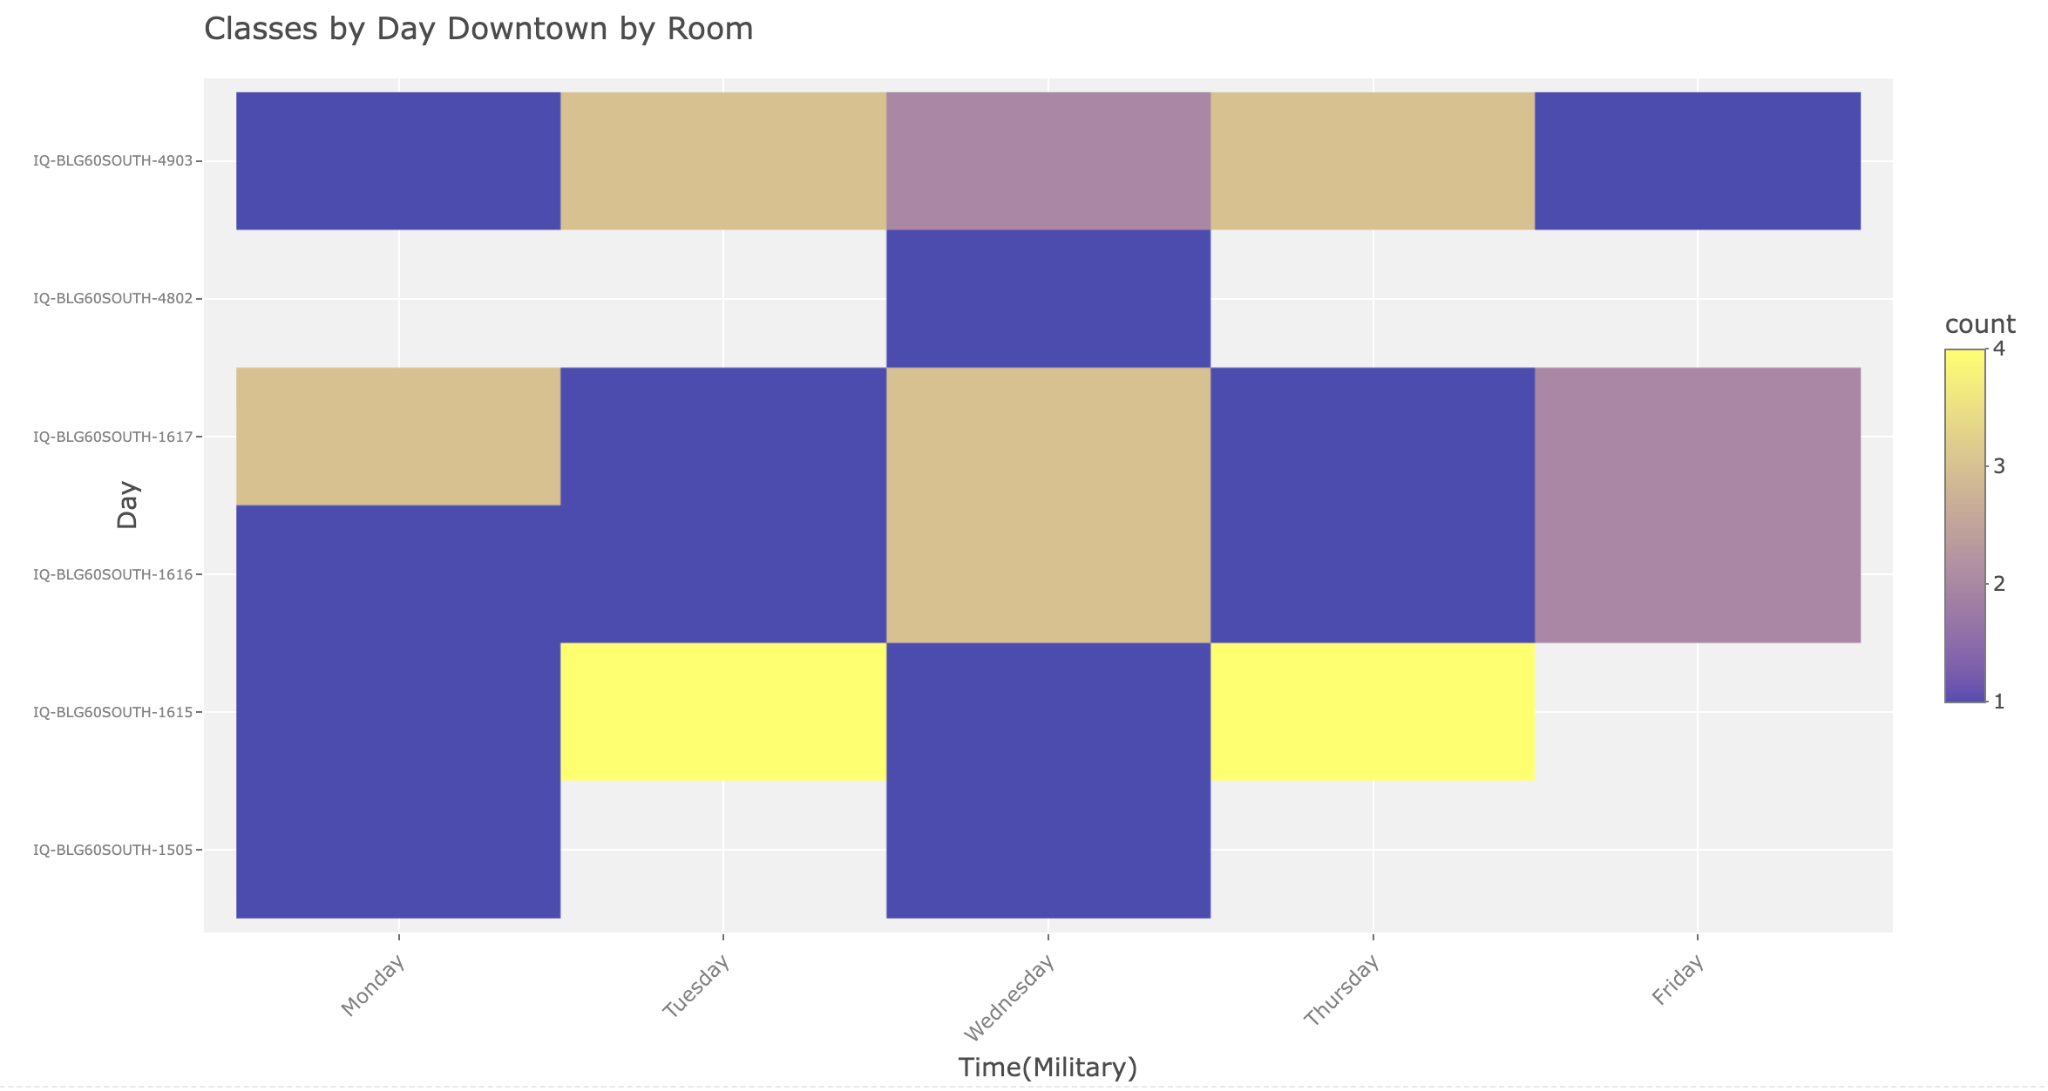 Classes by Day Downtown by Room
IQ-BLG60SOUTH-4903
IQ-BLG60SOUTH-4802
IQ-BLG60SOUTH-1617
IQ-BLG60SOUTH-1616
IQ-BLG60SOUTH-1615
IQ-BLG60SOUTH-1505
Day
Monday
Tuesday
Wednesday
Thursday
Friday
Time(Military)
count
4
3
2
1